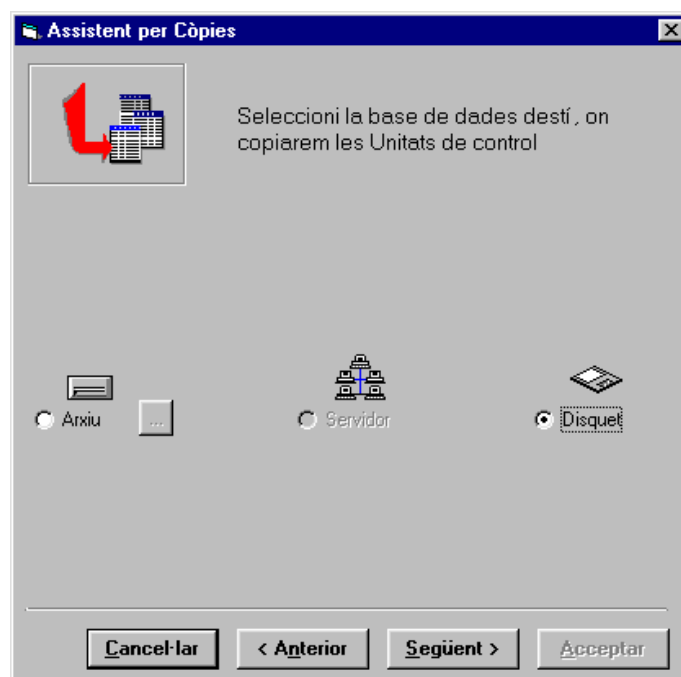 Assistent per Còpies
Seleccioni la base de dades destí, on
copiarem les Unitats de control
Arxiu
...
Servidor
Disquet
Cancel·lar
< Anterior
Següent >
Acceptar